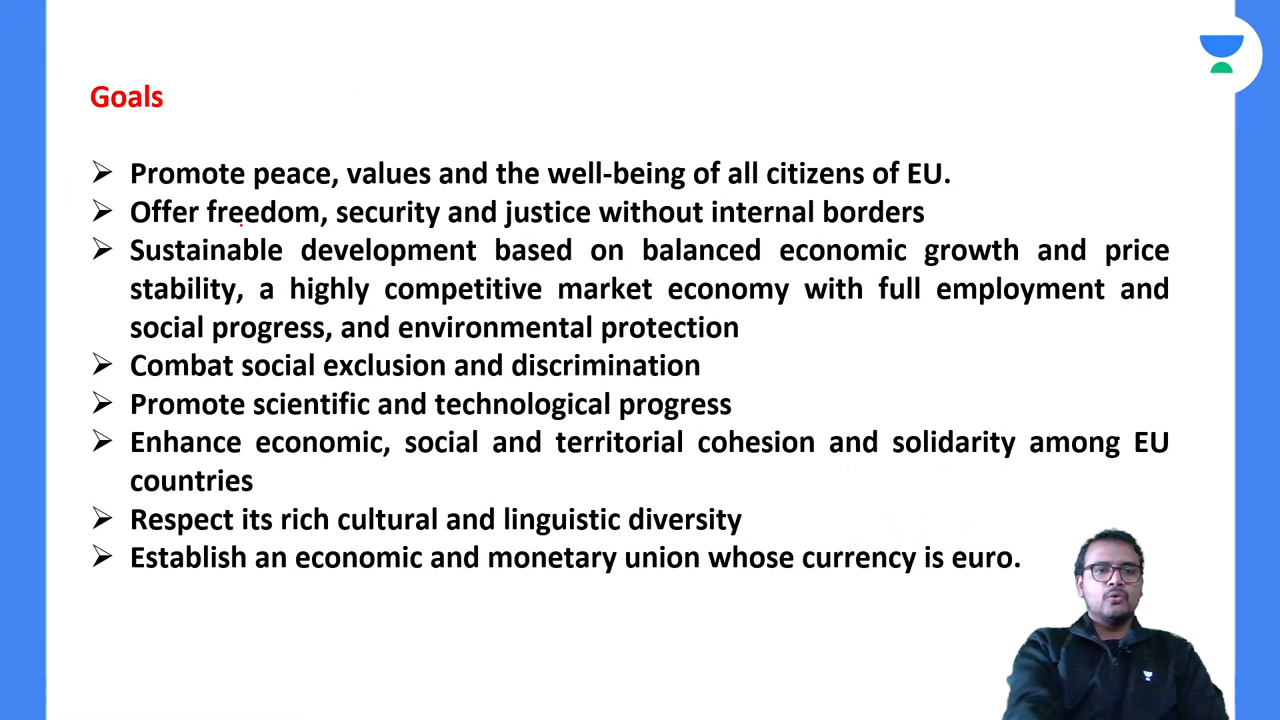 Goals
Promote peace, values and the well-being of all citizens of EU.
Offer freedom, security and justice without internal borders
Sustainable development based on balanced economic growth and price
stability, a highly competitive market economy with full employment and
social progress, and environmental protection
Combat social exclusion and discrimination
Promote scientific and technological progress
Enhance economic, social and territorial cohesion and solidarity among EU
countries
Respect its rich cultural and linguistic diversity
Establish an economic and monetary union whose currency is euro.